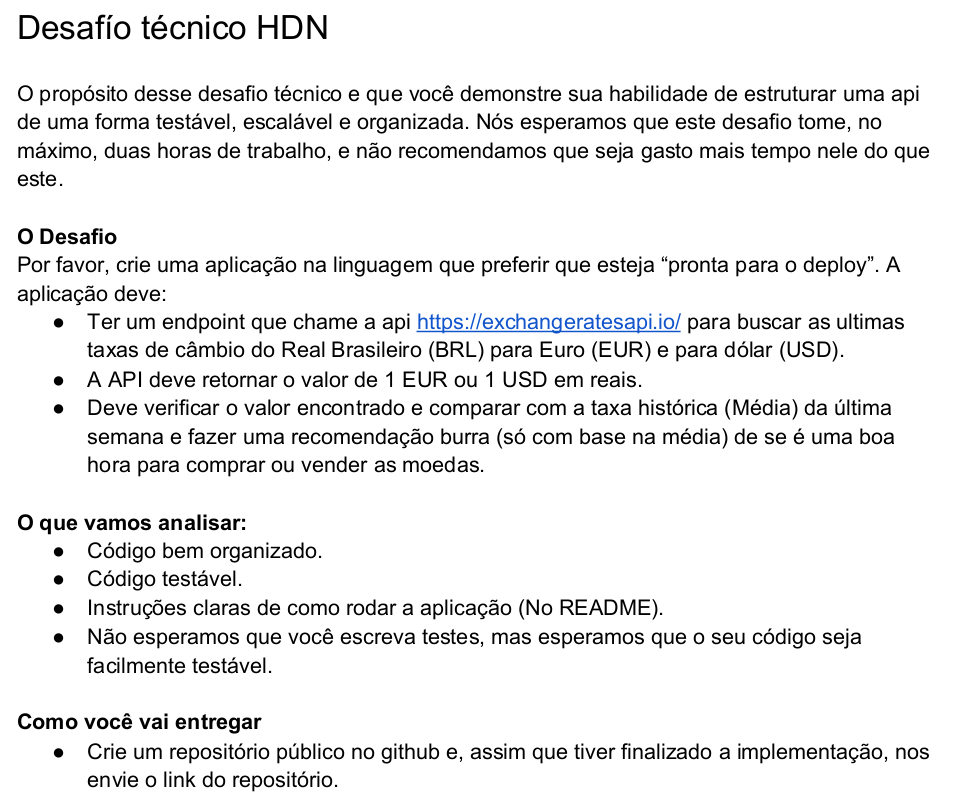 Desafío técnico HDN
O propósito desse desafio técnico e que você demonstre sua habilidade de estruturar uma api
de uma forma testável, escalável e organizada. Nós esperamos que este desafio tome, no
máximo, duas horas de trabalho, e não recomendamos que seja gasto mais tempo nele do que
este.
O Desafio
Por favor, crie uma aplicação na linguagem que preferir que esteja “pronta para o deploy”. A
aplicação deve:
● Ter um endpoint que chame a api https://exchangeratesapi.io/ para buscar as ultimas
taxas de câmbio do Real Brasileiro (BRL) para Euro (EUR) e para dólar (USD).
● A API deve retornar o valor de 1 EUR ou 1 USD em reais.
● Deve verificar o valor encontrado e comparar com a taxa histórica (Média) da última
semana e fazer uma recomendação burra (só com base na média) de se é uma boa
hora para comprar ou vender as moedas.
O que vamos analisar:
● Código bem organizado.
● Código testável.
● Instruções claras de como rodar a aplicação (No README).
● Não esperamos que você escreva testes, mas esperamos que o seu código seja
facilmente testável.
Como você vai entregar
● Crie um repositório público no github e, assim que tiver finalizado a implementação, nos
envie o link do repositório.